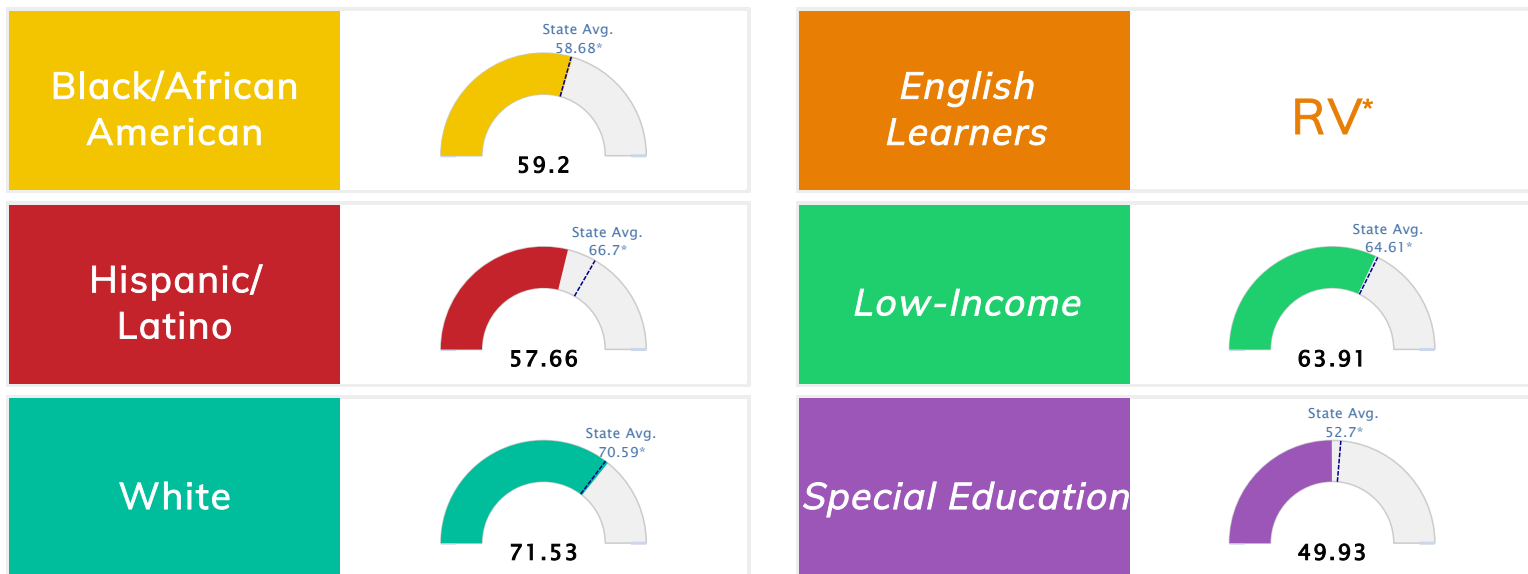 Black/African
American
State Avg.
58.68*
59.2
English
Learners
RV*
Hispanic/
Latino
State Avg.
66.7*
57.66
Low-Income
State Avg.
64.61*
63.91
White
State Avg.
70.59*
71.53
Special Education
State Avg.
52.7*
49.93